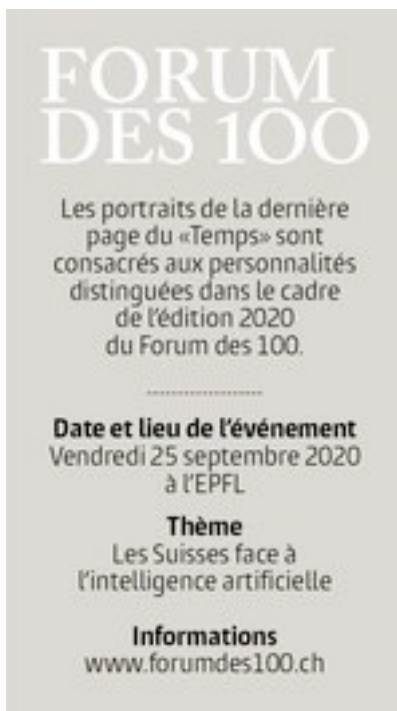 FORUM
DES 100
Les portraits de la dernière
page du «Temps» sont
consacrés aux personnalités
distinguées dans le cadre
de l'édition 2020
du Forum des 100.
Date et lieu de l'événement
Vendredi 25 septembre 2020
à l'EPFL
Thème
Les Suisses face à
l'intelligence artificielle
Informations
www.forumdes100.ch